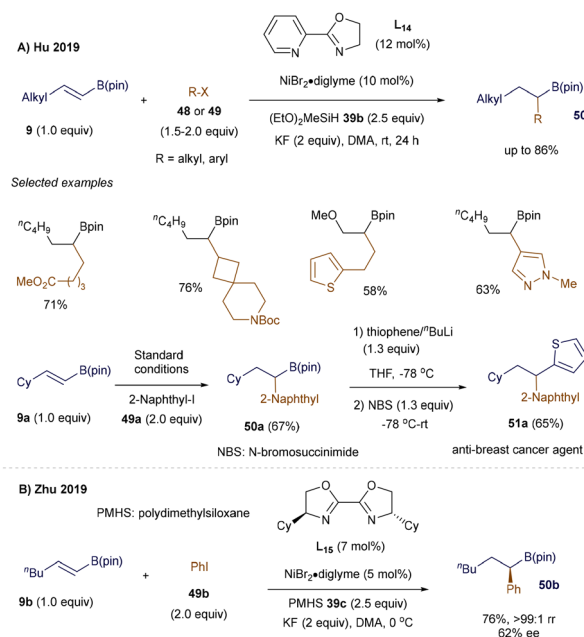 A) Hu 2019
L14
(12 mol%)
Alkyl B(pin)
9 (1.0 equiv)
+
R-X
48 or 49
(1.5-2.0 equiv)
R = alkyl, aryl
NiBr2•diglyme (10 mol%)
(EtO)2MeSiH 39b (2.5 equiv)
KF (2 equiv), DMA, rt, 24 h
Alkyl B(pin)
R
50
up to 86%
Selected examples
nC4H9 Bpin
MeO2C ( )3
71%
nC4H9 Bpin
NBoc
76%
MeO Bpin
S
58%
nC4H9 Bpin
N
N Me
63%
Cy B(pin)
9a (1.0 equiv)
Standard
conditions
2-Naphthyl-I
49a (2.0 equiv)
Cy B(pin)
2-Naphthyl
50a (67%)
1) thiophene/nBuLi
(1.3 equiv)
THF, -78 oC
2) NBS (1.3 equiv)
-78 oC-rt
S
Cy
2-Naphthyl
51a (65%)
NBS: N-bromosuccinimide
anti-breast cancer agent
B) Zhu 2019
PMHS: polydimethylsiloxane
O O
N N
Cy Cy
L15 (7 mol%)
nBu B(pin)
9b (1.0 equiv)
+
PhI
49b
(2.0 equiv)
NiBr2•diglyme (5 mol%)
PMHS 39c (2.5 equiv)
KF (2 equiv), DMA, 0 oC
nBu B(pin)
Ph
50b
76%, >99:1 rr
62% ee